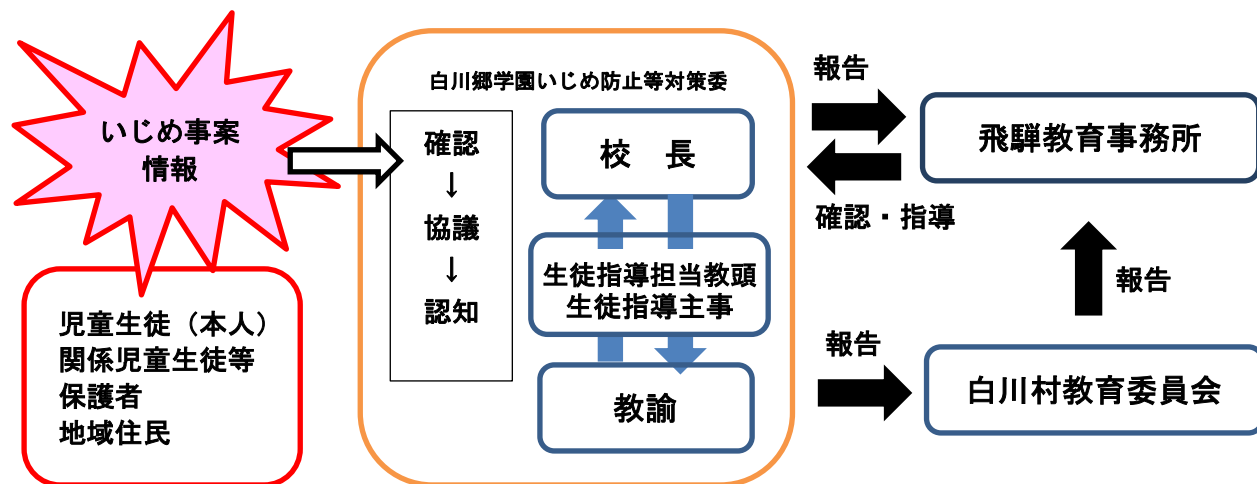 いじめ事案
情報
児童生徒（本人）
関係児童生徒等
保護者
地域住民
白川郷学園いじめ防止等対策委
確認
↓
協議
↓
認知
校　長
生徒指導担当教頭
生徒指導主事
教諭
報告
確認・指導
飛騨教育事務所
報告
報告
白川村教育委員会